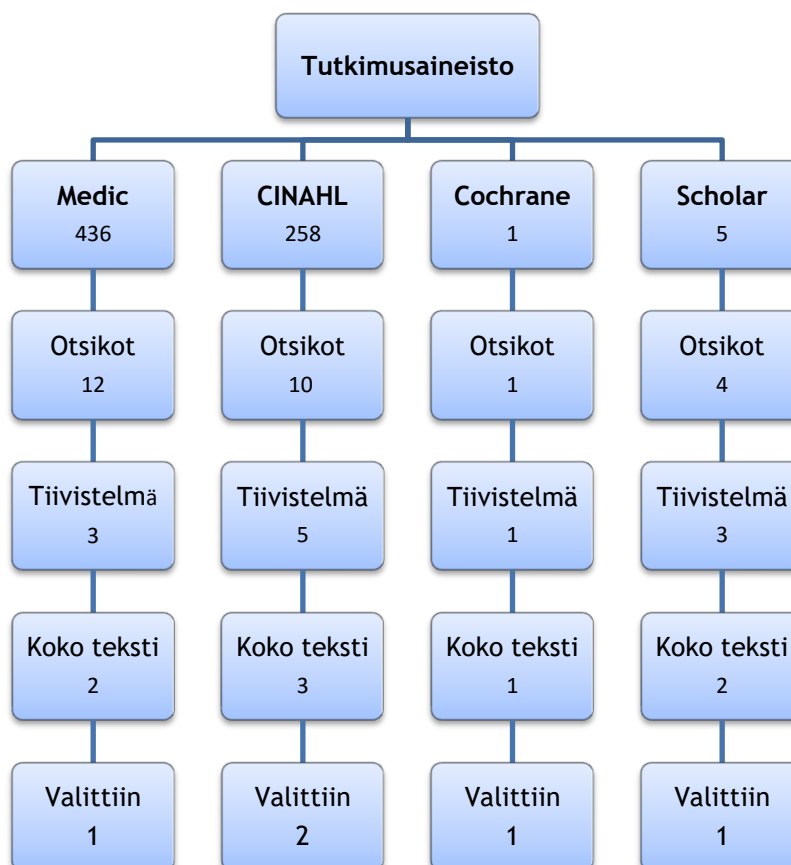 Tutkimusaineisto
Medic
436
CINAHL
258
Cochrane
1
Scholar
5
Otsikot
12
Otsikot
10
Otsikot
1
Otsikot
4
Tiivistelmä
3
Tiivistelmä
5
Tiivistelmä
1
Tiivistelmä
3
Koko teksti
2
Koko teksti
3
Koko teksti
1
Koko teksti
2
Valittiin
1
Valittiin
2
Valittiin
1
Valittiin
1